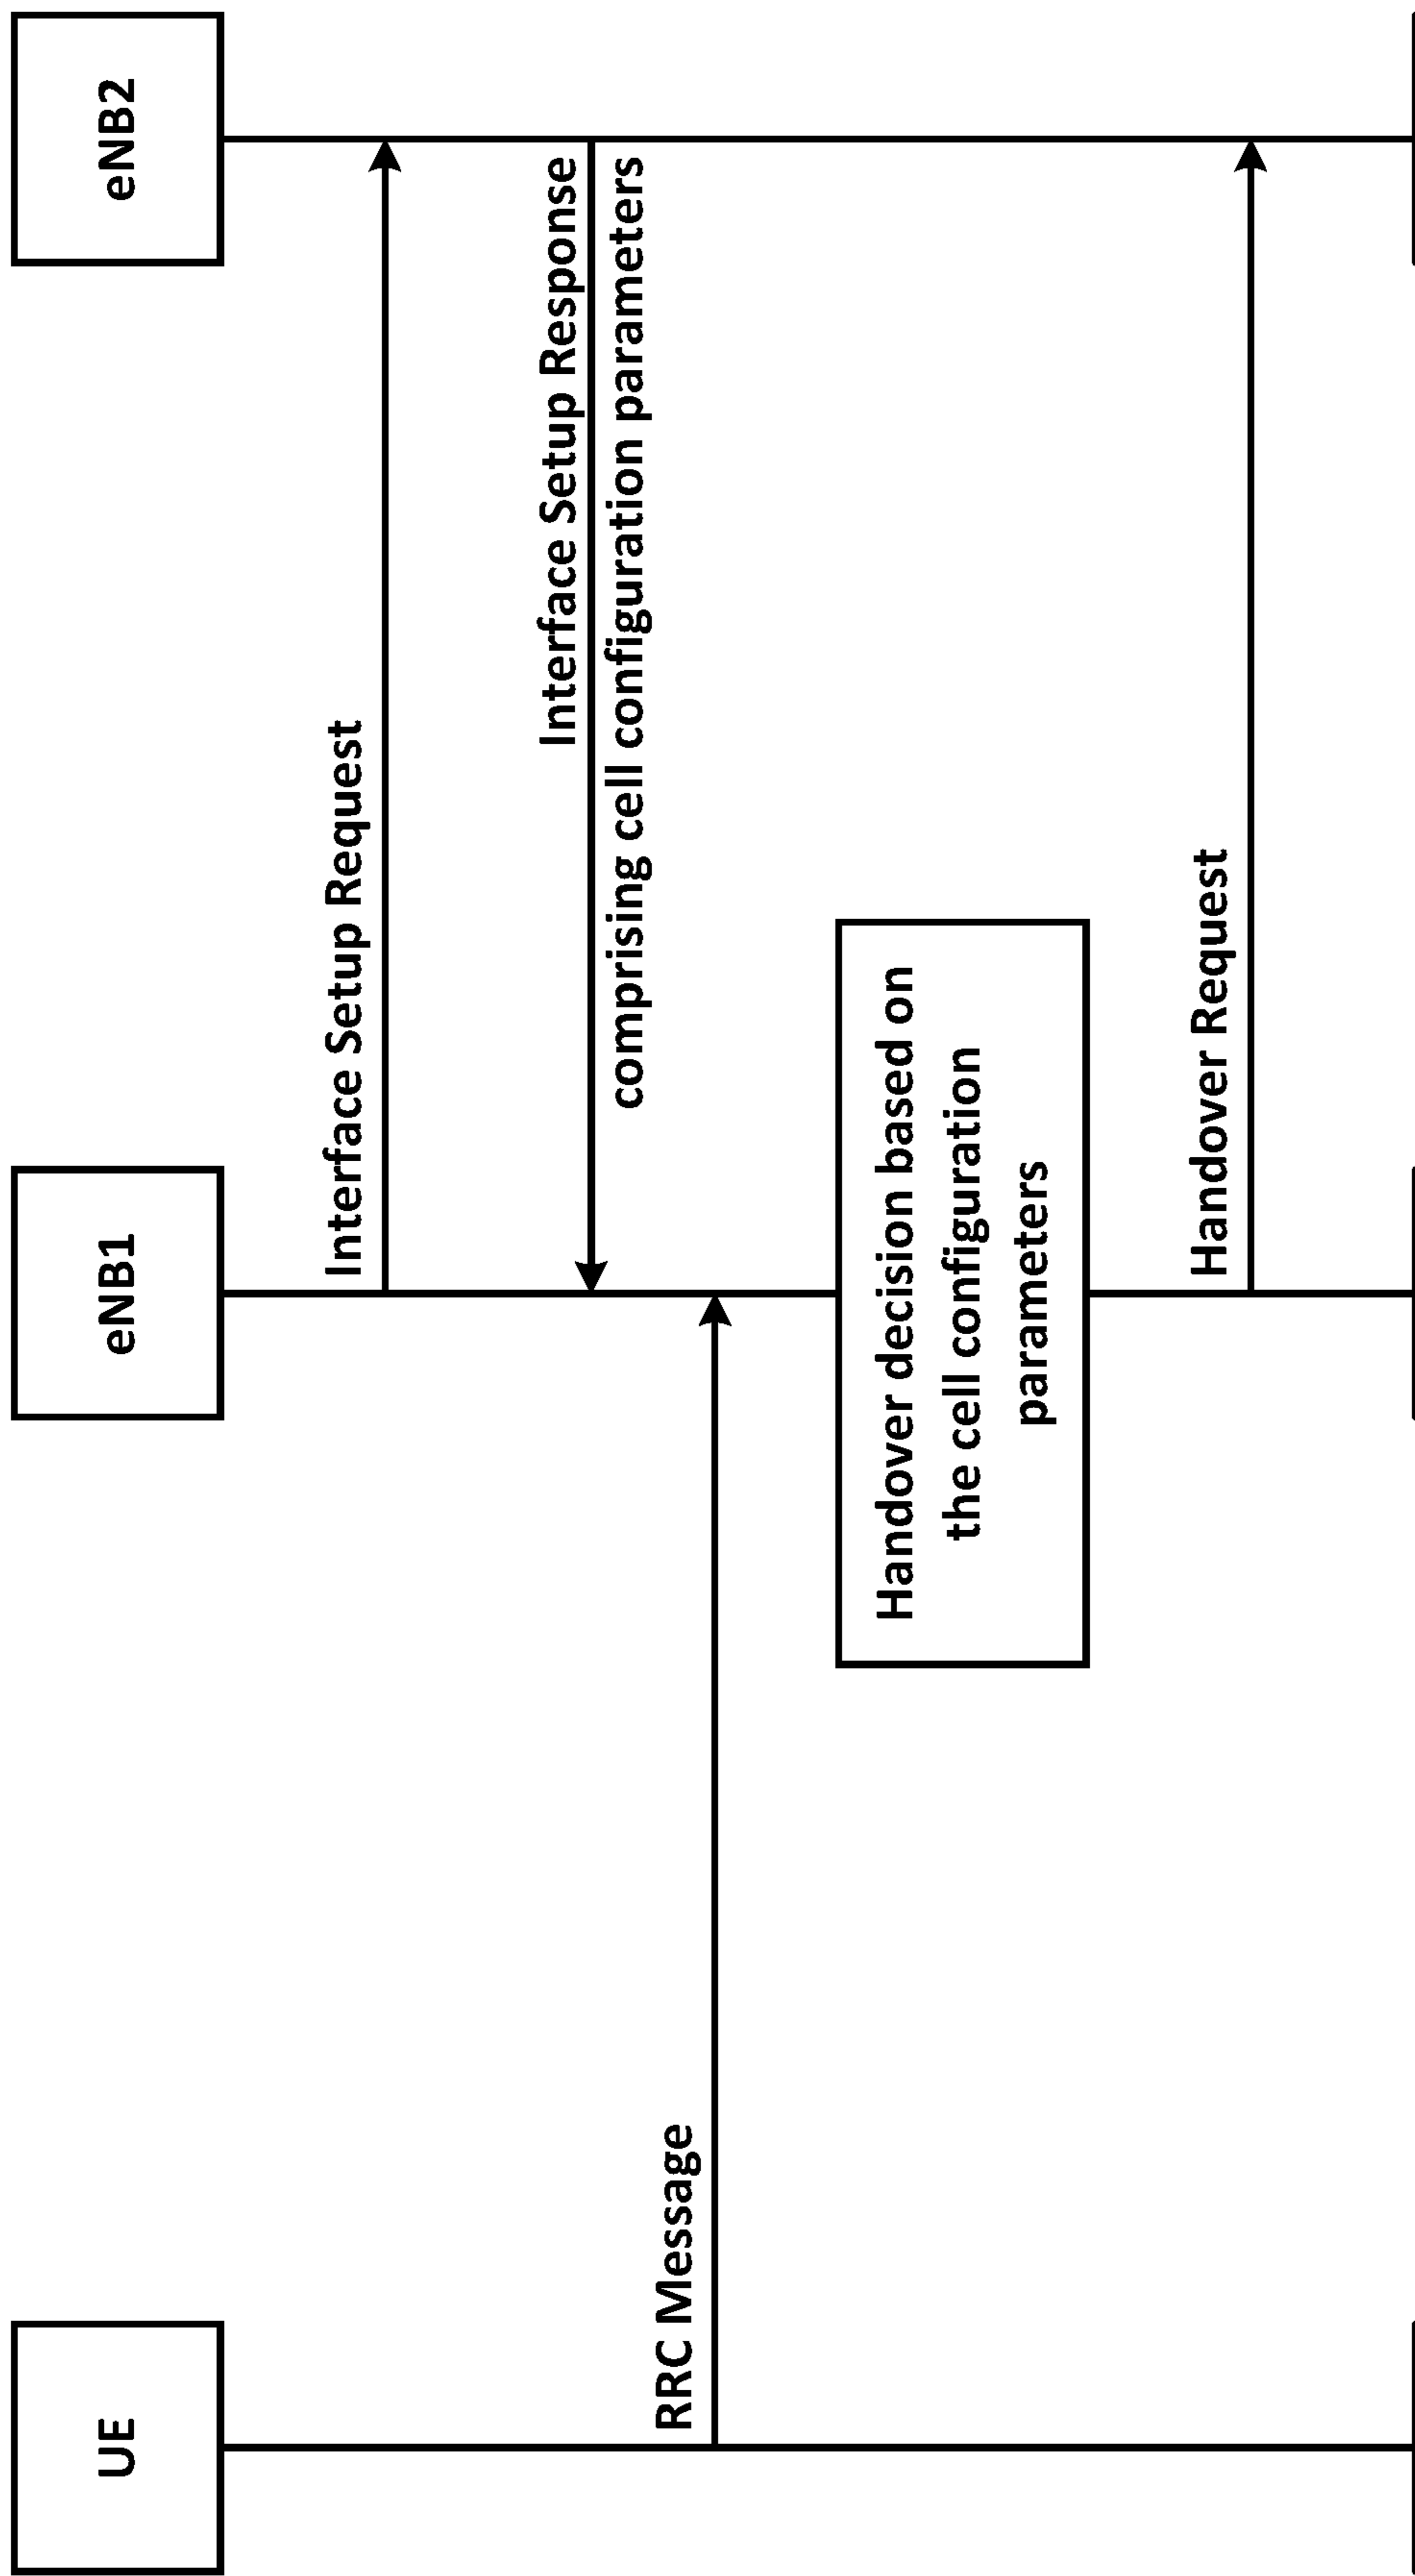 UE
eNB1
eNB2
Interface Setup Request
Interface Setup Response
comprising cell configuration parameters
RRC Message
Handover decision based on
the cell configuration
parameters
Handover Request